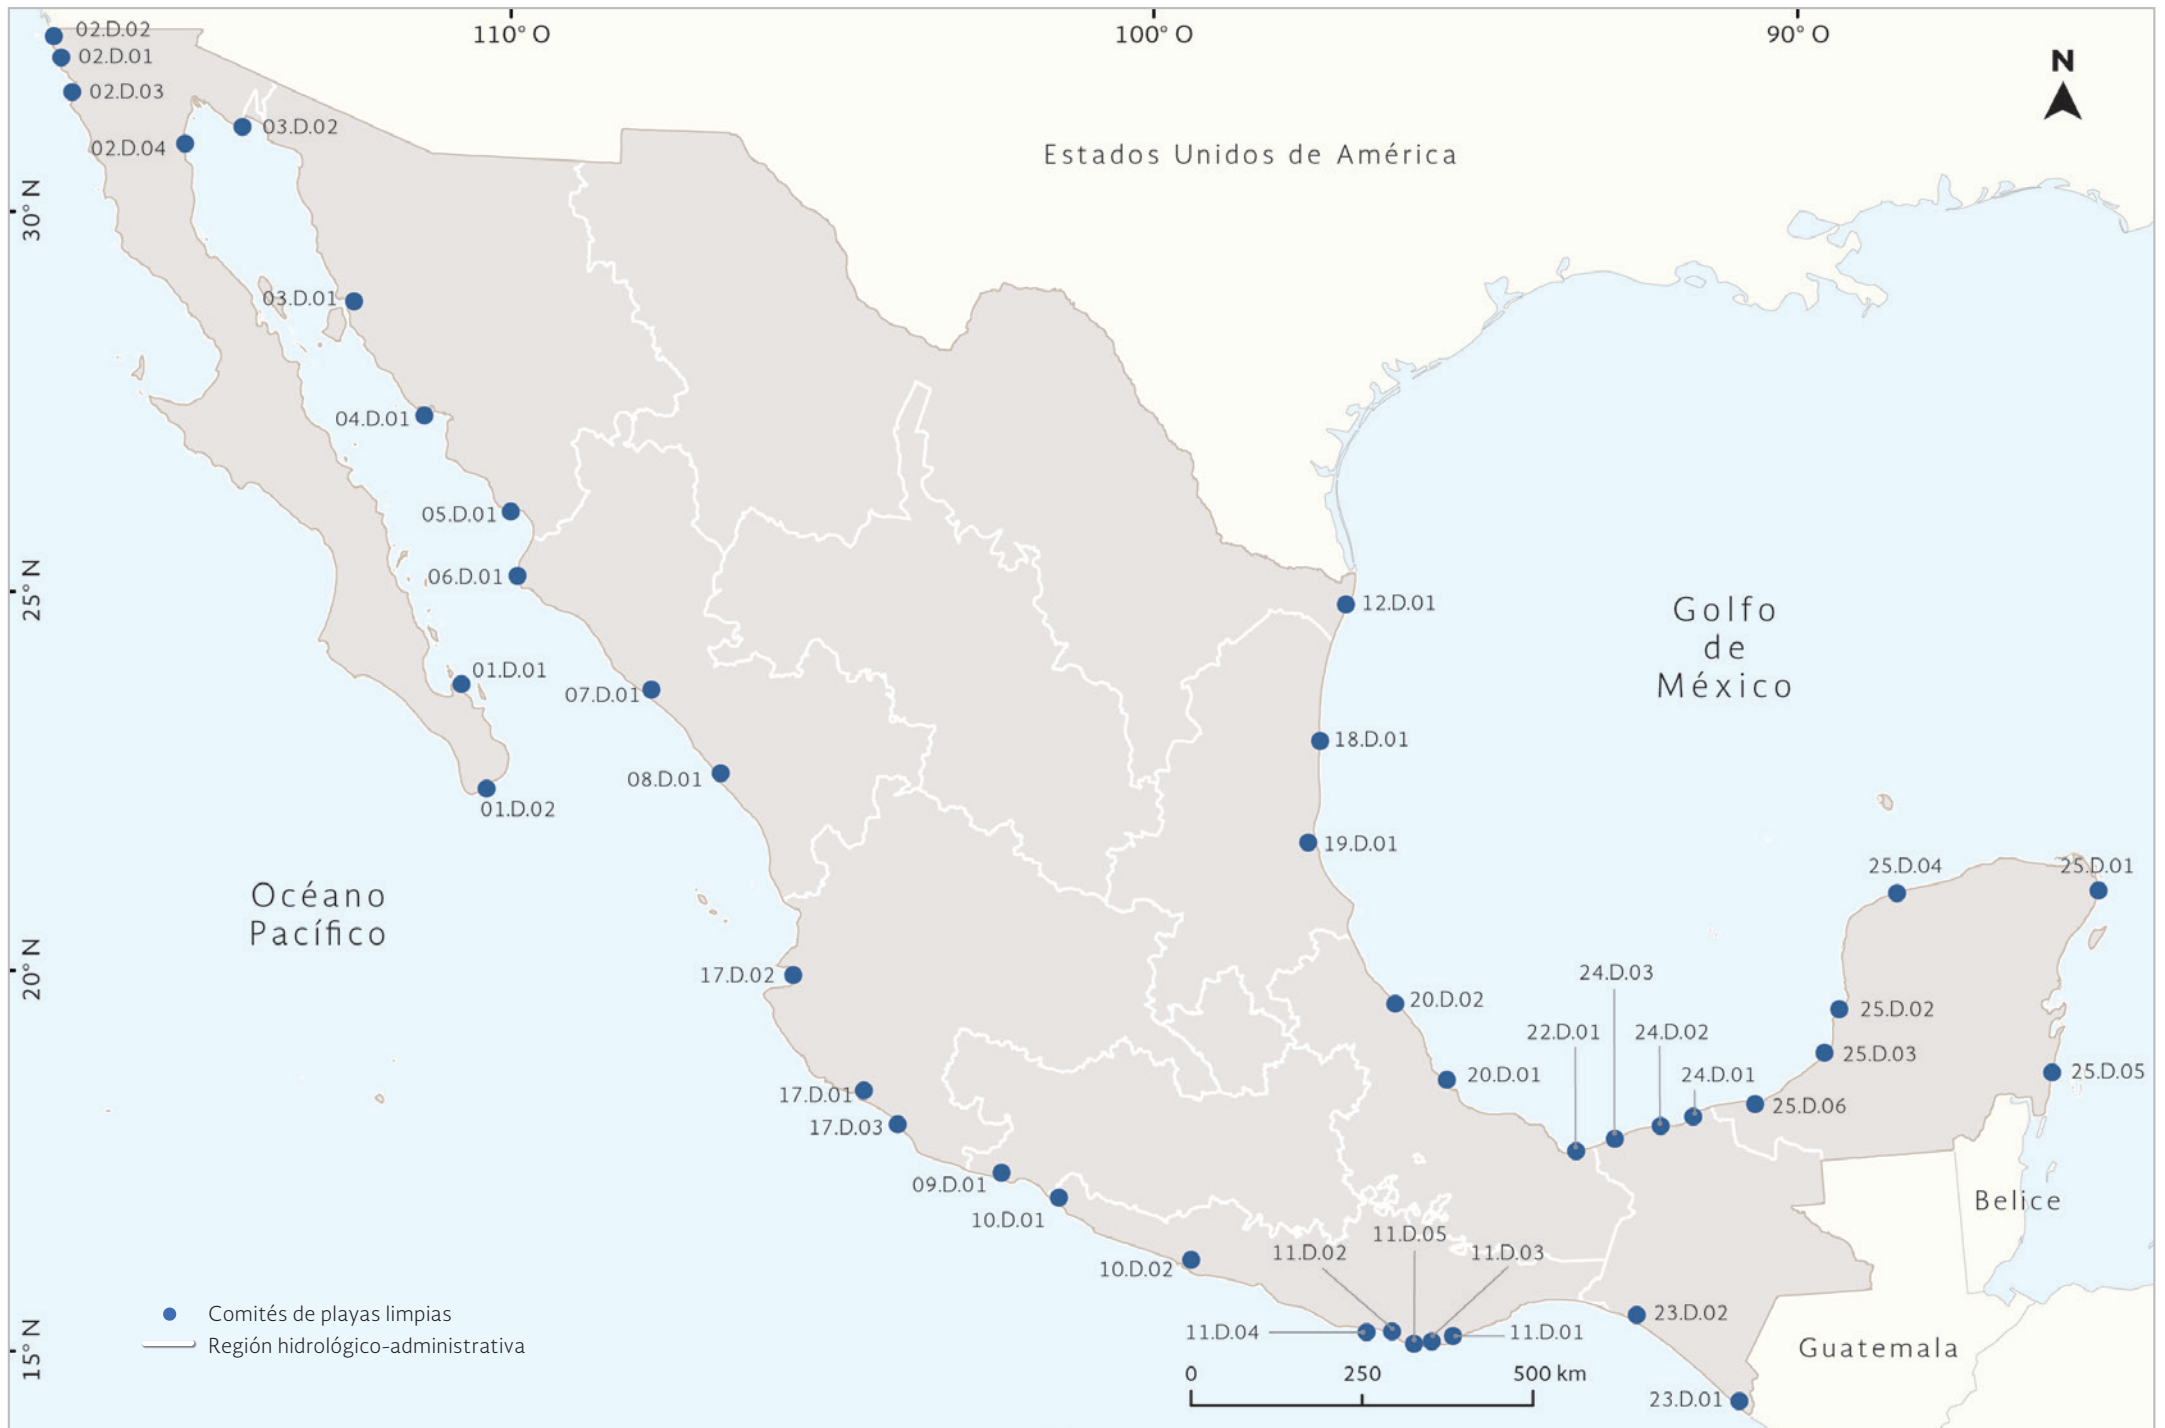 110° O
100° O
90° O
02.D.02
02.D.01
N
02.D.03
03.D.02
02.D.04
Estados Unidos de América
30° N
03.D.01
04.D.01
05.D.01
06.D.01
25° N
12.D.01
Golfo
de
México
01.D.01
07.D.01
18.D.01
08.D.01
01.D.02
19.D.01
25.D.04
25.D.01
Océano
Pacífico
20° N
17.D.02
24.D.03
20.D.02
25.D.02
22.D.01
24.D.02
25.D.03
20.D.01
24.D.01
25.D.05
17.D.01
25.D.06
17.D.03
09.D.01
Belice
10.D.01
11.D.05
11.D.02
11.D.03
10.D.02
Comités de playas limpias
23.D.02
11.D.04
11.D.01
Región hidrológico-administrativa
Guatemala
15° N
0
250
500 km
23.D.01